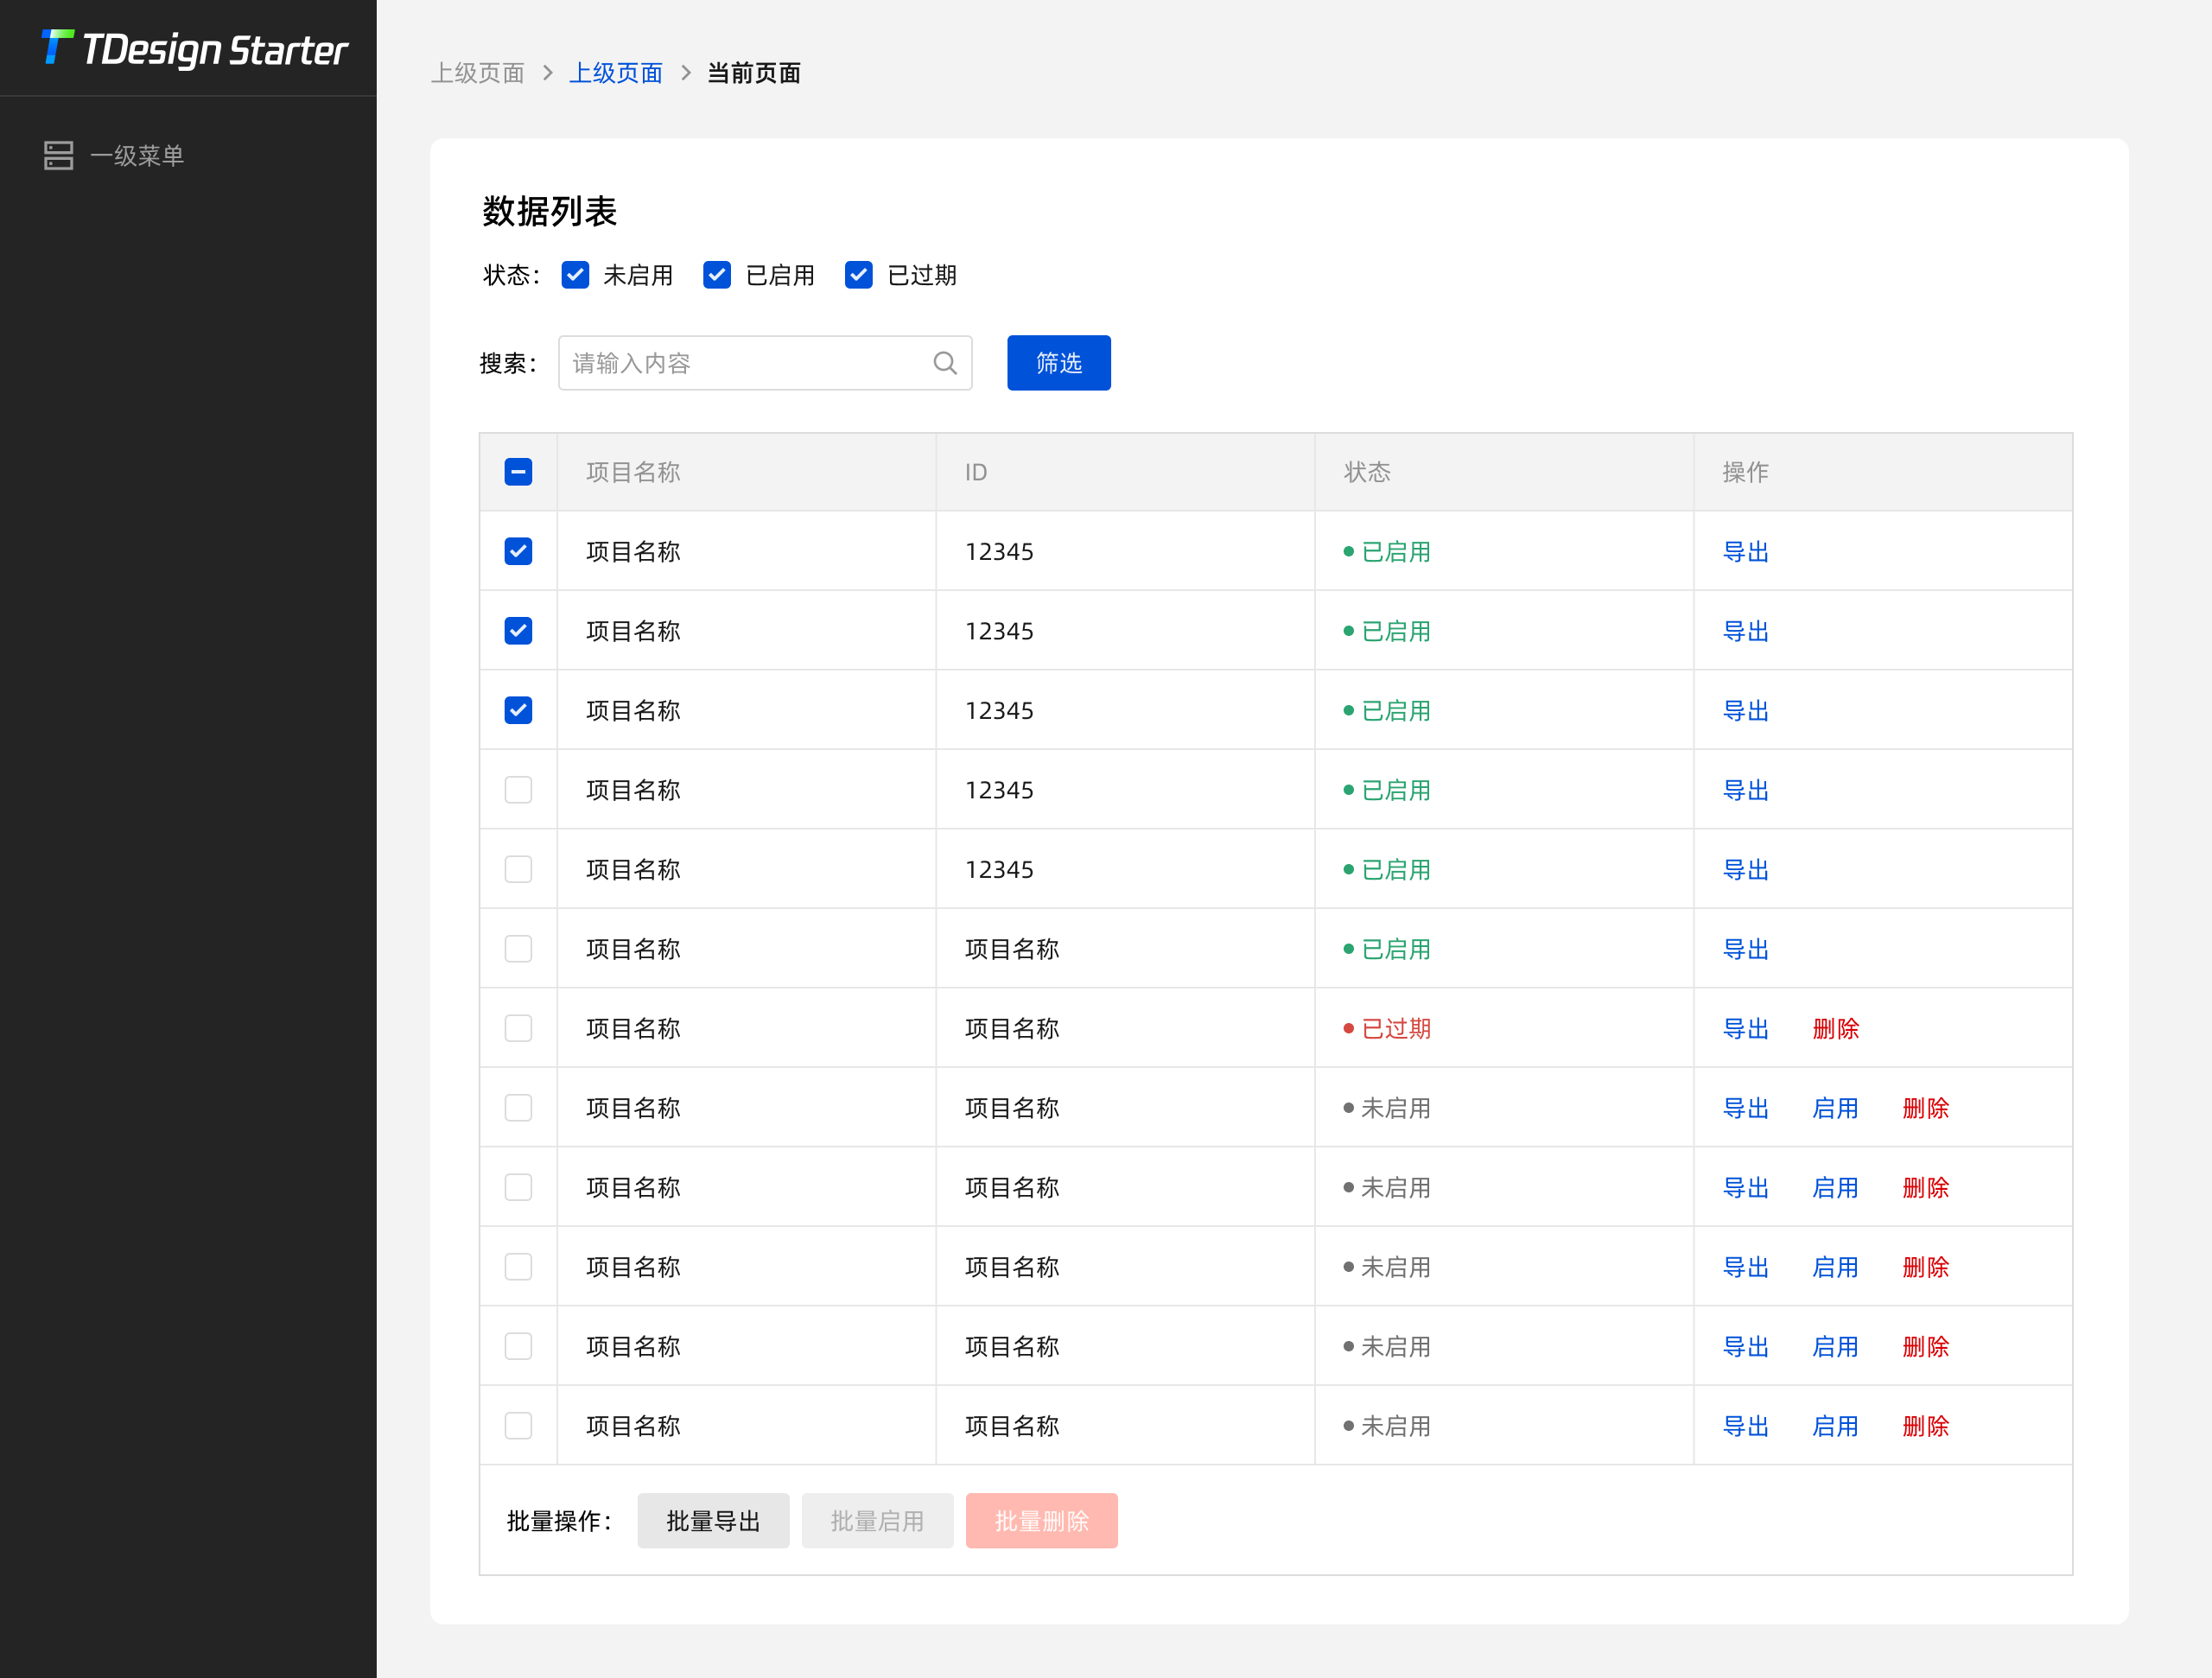 TDesign Starter
一级菜单
上级页面 > 上级页面 > 当前页面
数据列表
状态： 未启用 已启用 已过期
搜索： 请输入内容 筛选
项目名称 ID 状态 操作
项目名称 12345 已启用 导出
项目名称 12345 已启用 导出
项目名称 12345 已启用 导出
项目名称 12345 已启用 导出
项目名称 12345 已启用 导出
项目名称 项目名称 已启用 导出
项目名称 项目名称 已过期 导出 删除
项目名称 项目名称 未启用 导出 启用 删除
项目名称 项目名称 未启用 导出 启用 删除
项目名称 项目名称 未启用 导出 启用 删除
项目名称 项目名称 未启用 导出 启用 删除
项目名称 项目名称 未启用 导出 启用 删除
批量操作： 批量导出 批量启用 批量删除